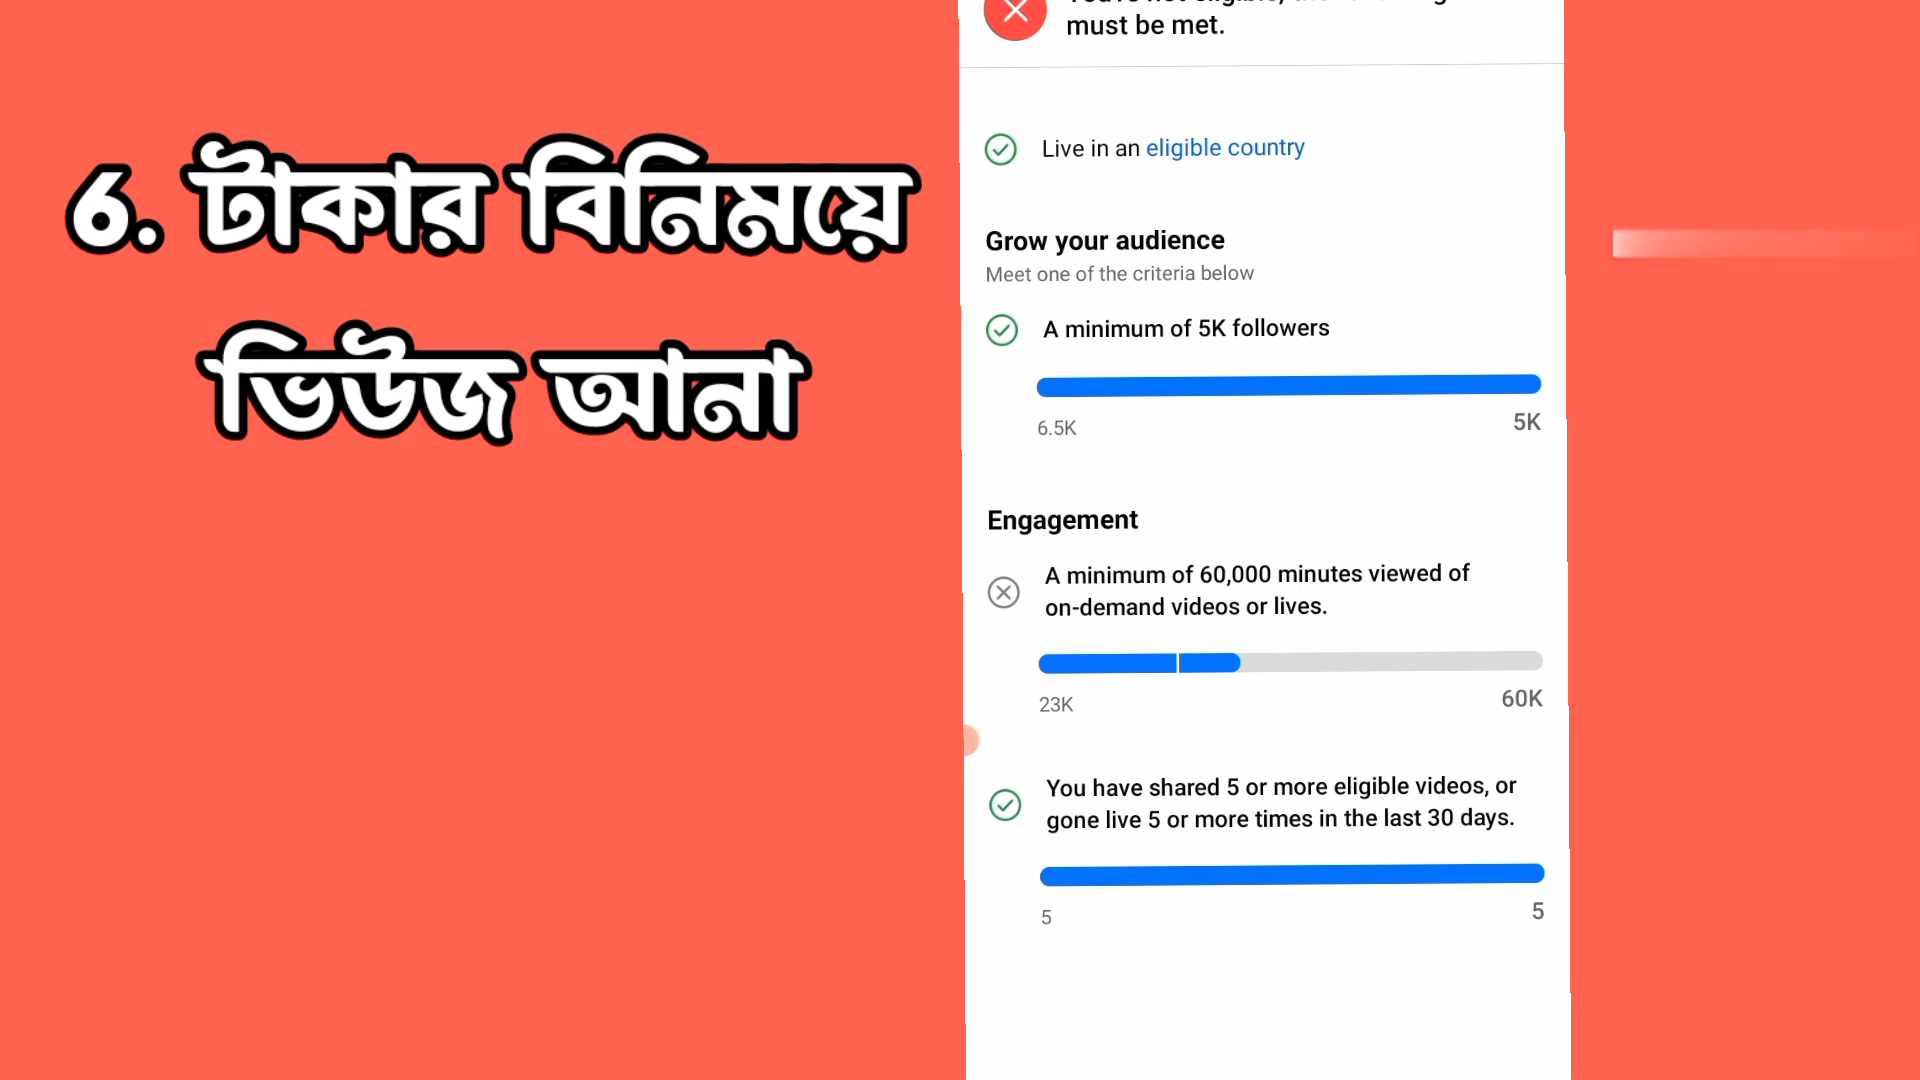 6. টাকার বিনিময়ে
ভিউজ আনা
must be met.
Live in an eligible country
Grow your audience
Meet one of the criteria below
A minimum of 5K followers
6.5K
5K
Engagement
A minimum of 60,000 minutes viewed of
on-demand videos or lives.
23K
60K
You have shared 5 or more eligible videos, or
gone live 5 or more times in the last 30 days.
5
5